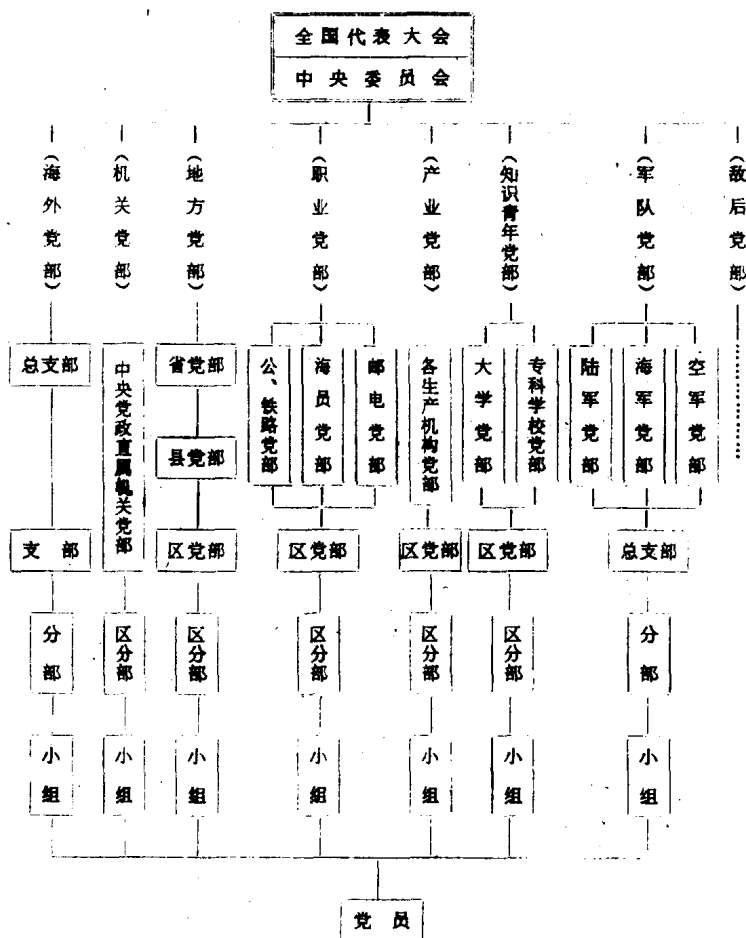 全国代表大会
中央委员会
（海外党部）
（机关党部）
（地方党部）
（职业党部）
（产业党部）
（知识青年党部）
（军队党部）
（敌后党部）
总支部
中央党政直属机关党部
省党部
公、铁路党部
海员党部
邮电党部
各生产机构党部
大学党部
专科学校党部
陆军党部
海军党部
空军党部
县党部
支部
区党部
区党部
区党部
区党部
总支部
分部
区分部
区分部
区分部
区分部
区分部
分部
小组
小组
小组
小组
小组
小组
小组
党员